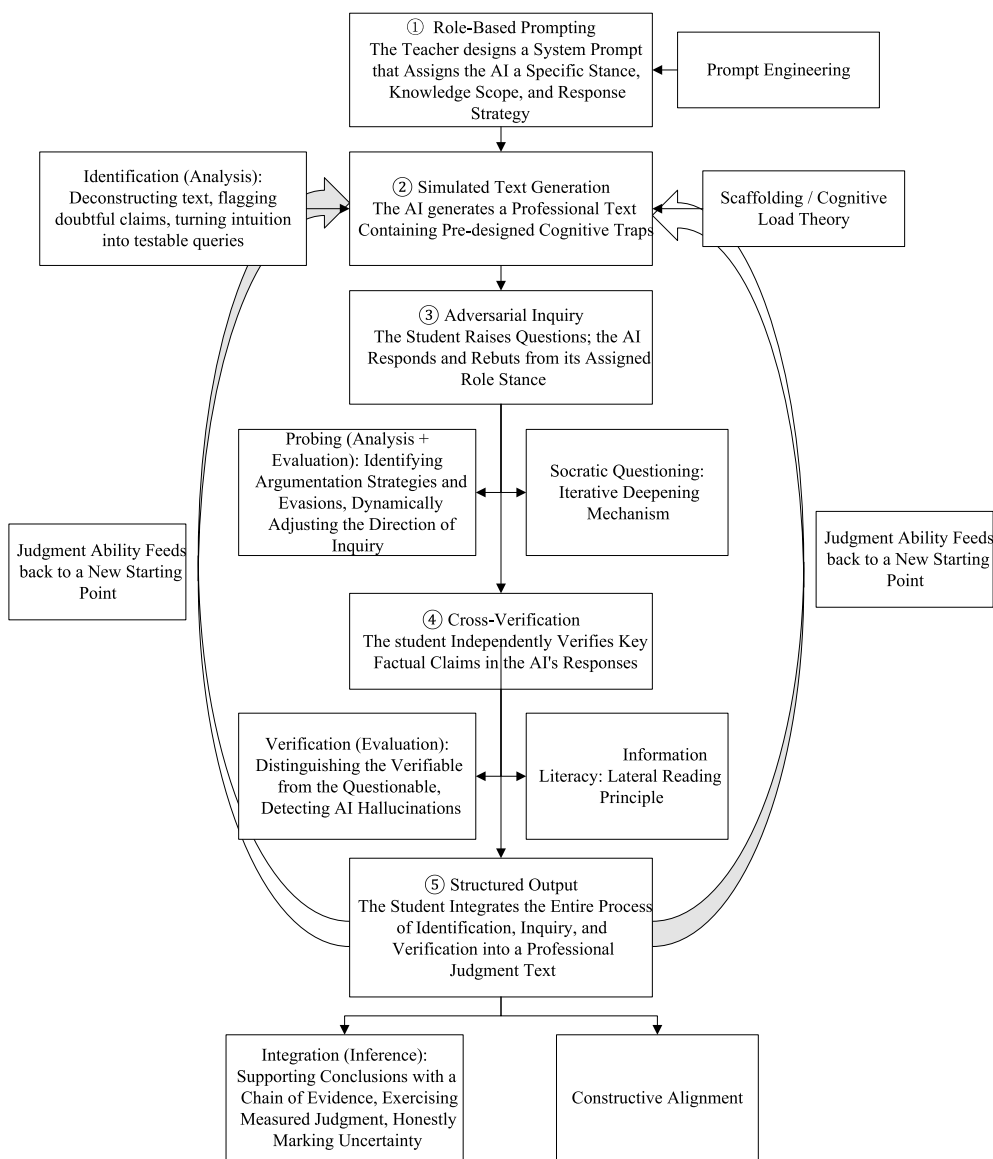 ① Role-Based Prompting
The Teacher designs a System Prompt
that Assigns the AI a Specific Stance,
Knowledge Scope, and Response
Strategy
Prompt Engineering
Identification (Analysis):
Deconstructing text, flagging
doubtful claims, turning intuition
into testable queries
② Simulated Text Generation
The AI generates a Professional Text
Containing Pre-designed Cognitive Traps
Scaffolding / Cognitive
Load Theory
③ Adversarial Inquiry
The Student Raises Questions; the AI
Responds and Rebuts from its Assigned
Role Stance
Probing (Analysis +
Evaluation): Identifying
Argumentation Strategies and
Evasions, Dynamically
Adjusting the Direction of
Inquiry
Socratic Questioning:
Iterative Deepening
Mechanism
Judgment Ability Feeds
back to a New Starting
Point
Judgment Ability Feeds
back to a New Starting
Point
④ Cross-Verification
The student Independently Verifies Key
Factual Claims in the AI's Responses
Verification (Evaluation):
Distinguishing the Verifiable
from the Questionable,
Detecting AI Hallucinations
Information
Literacy: Lateral Reading
Principle
⑤ Structured Output
The Student Integrates the Entire Process
of Identification, Inquiry, and
Verification into a Professional
Judgment Text
Integration (Inference):
Supporting Conclusions with a
Chain of Evidence, Exercising
Measured Judgment, Honestly
Marking Uncertainty
Constructive Alignment